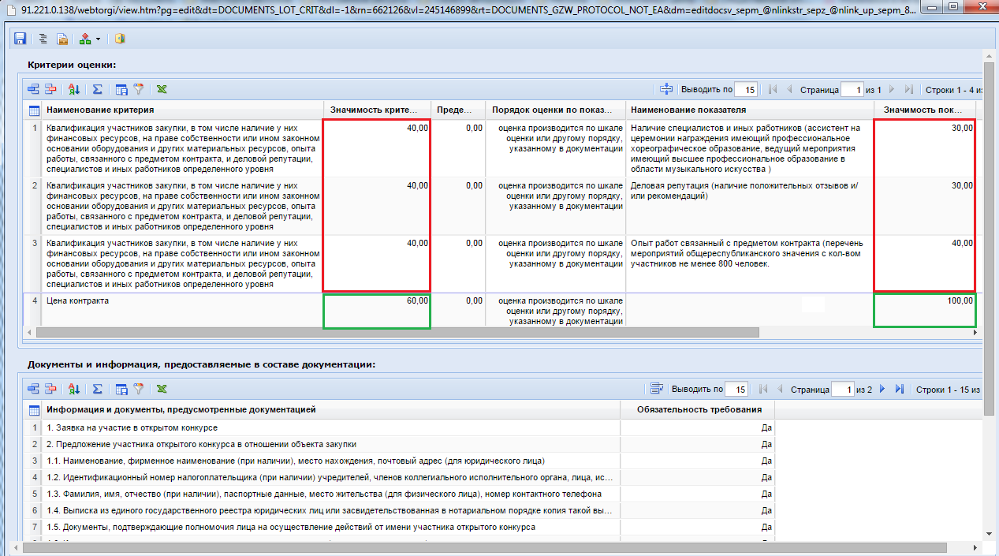 91.221.0.138/webtorgi/view.htm?pg=edit&dt=DOCUMENTS_LOT_CRIT&dl=-1&rn=662126&vl=245146899&rt=DOCUMENTS_GZW_PROTOCOL_NOT_EA&dm=editdocsv_sepm_@nlinkstr_sepz_@nlink_up_sepm_8...
Критерии оценки:
Выводить по 15 Страница 1 из 1 Строки 1 - 4 из
Наименование критерия Значимость крите... Преде... Порядок оценки по показ... Наименование показателя Значимость пок...
1 Квалификация участников закупки, в том числе наличие у них 40,00 0,00 оценка производится по шкале Наличие специалистов и иных работников (ассистент на 30,00
финансовых ресурсов, на праве собственности или ином законном оценки или другому порядку, церемонии награждения имеющий профессиональное
основании оборудования и других материальных ресурсов, опыта указанному в документации хореографическое образование, ведущий мероприятия
работы, связанного с предметом контракта, и деловой репутации, имеющий высшее профессиональное образование в
специалистов и иных работников определенного уровня области музыкального искусства )
2 Квалификация участников закупки, в том числе наличие у них 40,00 0,00 оценка производится по шкале Деловая репутация (наличие положительных отзывов и/ 30,00
финансовых ресурсов, на праве собственности или ином законном оценки или другому порядку, или рекомендаций)
основании оборудования и других материальных ресурсов, опыта указанному в документации
работы, связанного с предметом контракта, и деловой репутации,
специалистов и иных работников определенного уровня
3 Квалификация участников закупки, в том числе наличие у них 40,00 0,00 оценка производится по шкале Опыт работ связанный с предметом контракта (перечень 40,00
финансовых ресурсов, на праве собственности или ином законном оценки или другому порядку, мероприятий общереспубликанского значения с кол-вом
основании оборудования и других материальных ресурсов, опыта указанному в документации участников не менее 800 человек.
работы, связанного с предметом контракта, и деловой репутации,
специалистов и иных работников определенного уровня
4 Цена контракта 60,00 0,00 оценка производится по шкале 100,00
оценки или другому порядку,
указанному в документации
Документы и информация, предоставляемые в составе документации:
Выводить по 15 Страница 1 из 2 Строки 1 - 15 из
Информация и документы, предусмотренные документацией Обязательность требования
1 1. Заявка на участие в открытом конкурсе Да
2 2. Предложение участника открытого конкурса в отношении объекта закупки Да
3 1.1. Наименование, фирменное наименование (при наличии), место нахождения, почтовый адрес (для юридического лица) Да
4 1.2. Идентификационный номер налогоплательщика (при наличии) учредителей, членов коллегиального исполнительного органа, лица, ис... Да
5 1.3. Фамилия, имя, отчество (при наличии), паспортные данные, место жительства (для физического лица), номер контактного телефона Да
6 1.4. Выписка из единого государственного реестра юридических лиц или засвидетельствованная в нотариальном порядке копия такой вы... Да
7 1.5. Документы, подтверждающие полномочия лица на осуществление действий от имени участника открытого конкурса Да